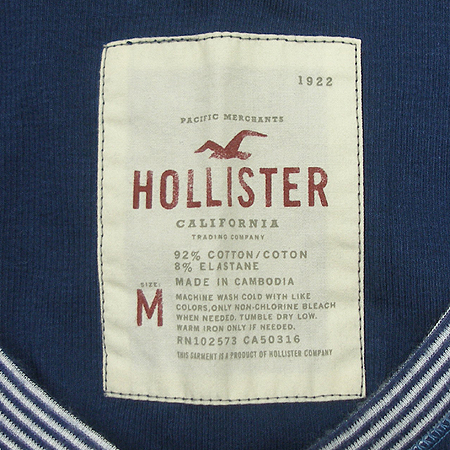 1922
PACIFIC MERCHANTS
HOLLISTER
CALIFORNIA
TRADING COMPANY
92% COTTON/COTON
8% ELASTANE
SIZE: MADE IN CAMBODIA
M MACHINE WASH COLD WITH LIKE
COLORS,ONLY NON-CHLORINE BLEACH
WHEN NEEDED. TUMBLE DRY LOW.
WARM IRON ONLY IF NEEDED.
RN102573 CA50316
THIS GARMENT IS A PRODUCT OF HOLLISTER COMPANY